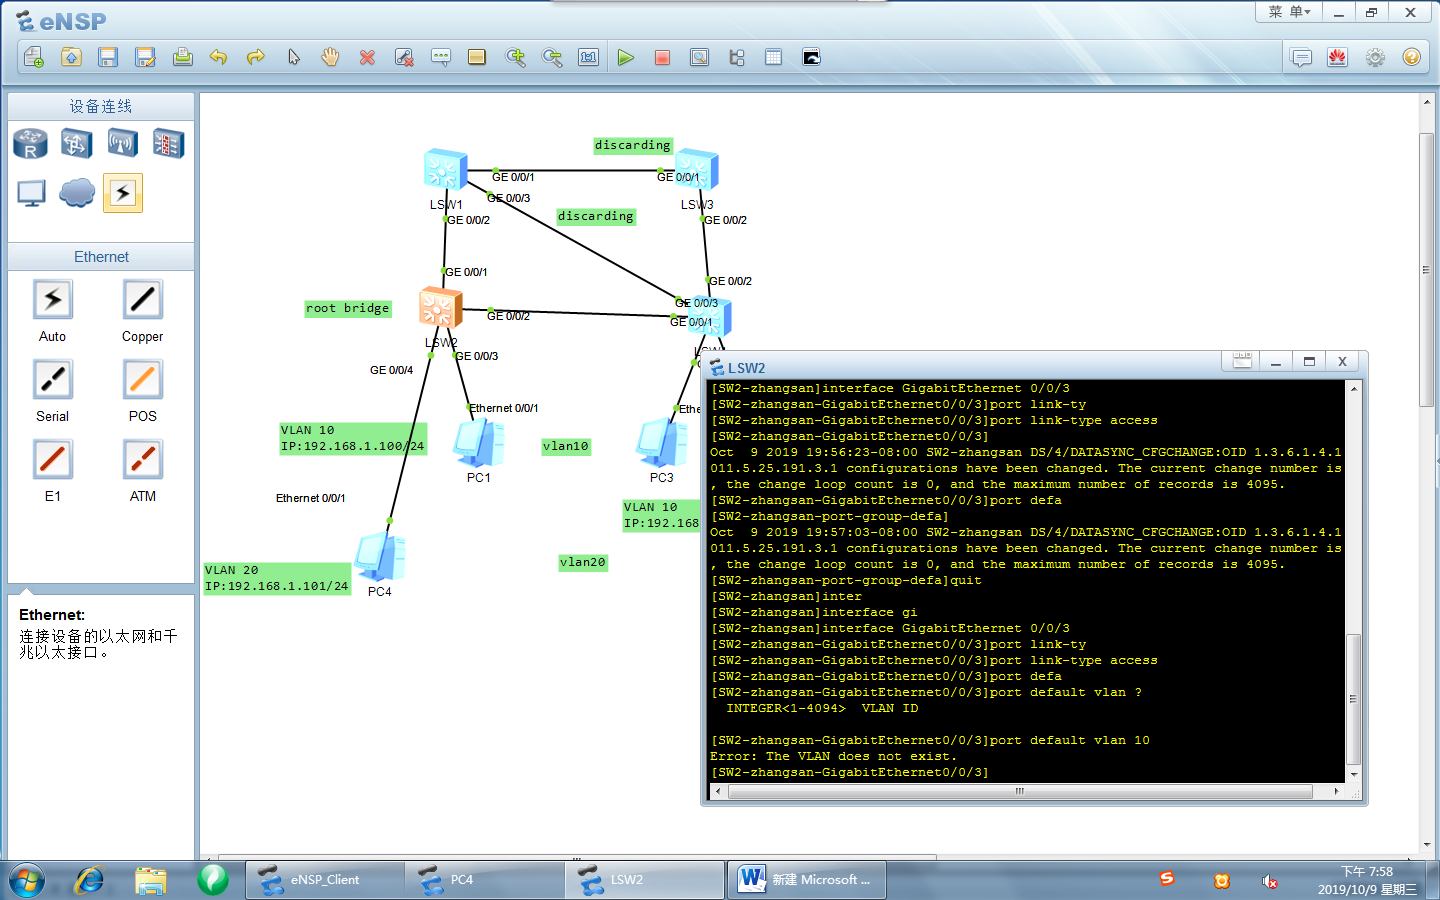 eNSP
菜 单
设备连线
Ethernet
Auto
Copper
Serial
POS
E1
ATM
Ethernet:
连接设备的以太网和千
兆以太接口。
discarding
GE 0/0/1
GE 0/0/1
LSW1
GE 0/0/3
LSW3
GE 0/0/2
discarding
GE 0/0/2
GE 0/0/1
GE 0/0/2
root bridge
GE 0/0/3
GE 0/0/2
GE 0/0/1
LSW2
GE 0/0/3
GE 0/0/4
Ethernet 0/0/1
Ethe
VLAN 10
IP:192.168.1.100/24
vlan10
PC1
PC3
Ethernet 0/0/1
VLAN 10
IP:192.168
vlan20
VLAN 20
IP:192.168.1.101/24
PC4
LSW2
[SW2-zhangsan]interface GigabitEthernet 0/0/3
[SW2-zhangsan-GigabitEthernet0/0/3]port link-ty
[SW2-zhangsan-GigabitEthernet0/0/3]port link-type access
[SW2-zhangsan-GigabitEthernet0/0/3]
Oct  9 2019 19:56:23-08:00 SW2-zhangsan DS/4/DATASYNC_CFGCHANGE:OID 1.3.6.1.4.1
011.5.25.191.3.1 configurations have been changed. The current change number is
, the change loop count is 0, and the maximum number of records is 4095.
[SW2-zhangsan-GigabitEthernet0/0/3]port defa
[SW2-zhangsan-port-group-defa]
Oct  9 2019 19:57:03-08:00 SW2-zhangsan DS/4/DATASYNC_CFGCHANGE:OID 1.3.6.1.4.1
011.5.25.191.3.1 configurations have been changed. The current change number is
, the change loop count is 0, and the maximum number of records is 4095.
[SW2-zhangsan-port-group-defa]quit
[SW2-zhangsan]inter
[SW2-zhangsan]interface gi
[SW2-zhangsan]interface GigabitEthernet 0/0/3
[SW2-zhangsan-GigabitEthernet0/0/3]port link-ty
[SW2-zhangsan-GigabitEthernet0/0/3]port link-type access
[SW2-zhangsan-GigabitEthernet0/0/3]port defa
[SW2-zhangsan-GigabitEthernet0/0/3]port default vlan ?
  INTEGER<1-4094>  VLAN ID
[SW2-zhangsan-GigabitEthernet0/0/3]port default vlan 10
Error: The VLAN does not exist.
[SW2-zhangsan-GigabitEthernet0/0/3]
eNSP_Client
PC4
LSW2
新建 Microsoft ...
下午 7:58
2019/10/9 星期三